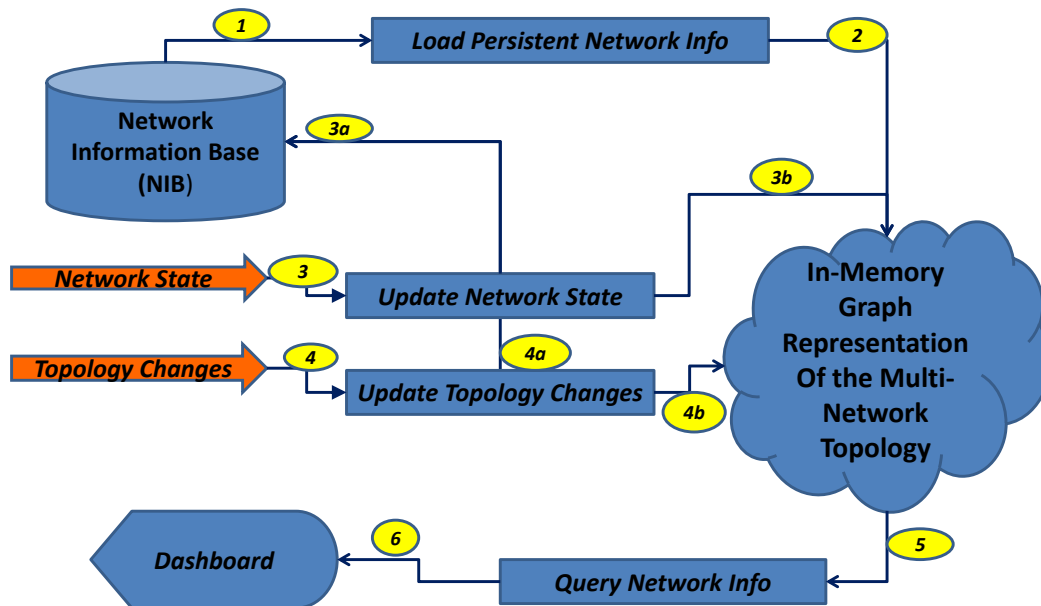 1
Load Persistent Network Info
2
Network
Information Base
(NIB)
3a
3b
Network State
3
Update Network State
In-Memory
Graph
Representation
Of the Multi-
Network
Topology
Topology Changes
4
4a
Update Topology Changes
4b
Dashboard
6
Query Network Info
5